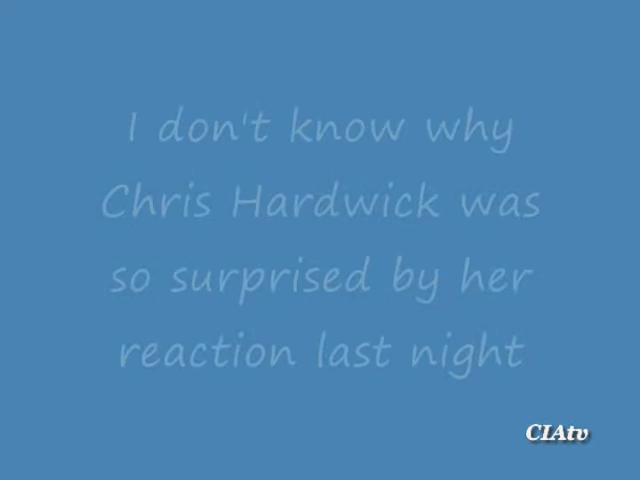 I don't know why
Chris Hardwick was
so surprised by her
reaction last night
CIAtv